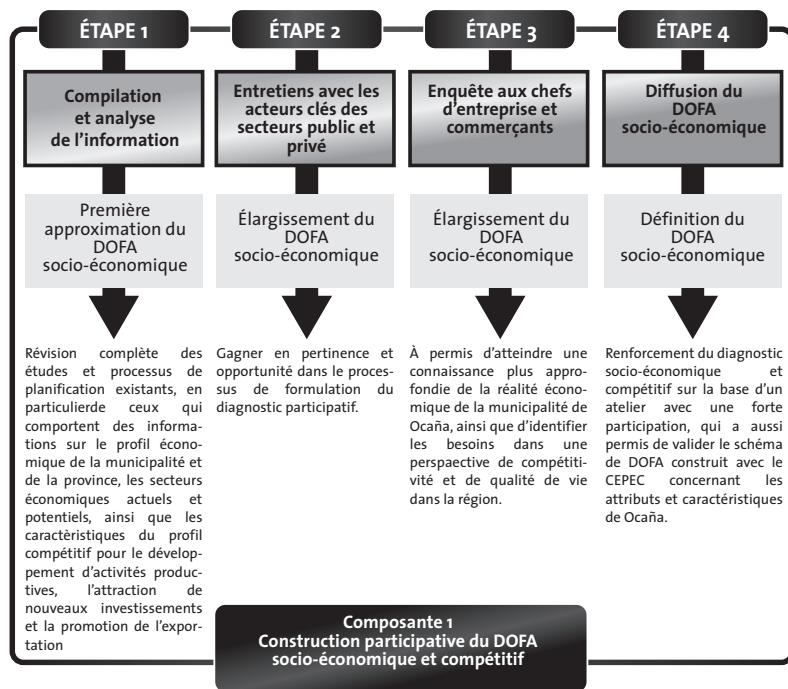 ÉTAPE 1
Compilation
et analyse
de l'information
Première
approximation du
DOFA
socio-économique
Révision complète des
études et processus de
planification existants, en
particulierde ceux qui
comportent des informa-
tions sur le profil écono-
mique de la municipalité et
de la province, les secteurs
économiques actuels et
potentiels, ainsi que les
caractèristiques du profil
compétitif pour le dévelop-
pement d'activités produc-
tives, l'attraction de
nouveaux investissements
et la promotion de l'expor-
tation
ÉTAPE 2
Entretiens avec les
acteurs clés des
secteurs public et
privé
Élargissement du
DOFA
socio-économique
Gagner en pertinence et
opportunité dans le proces-
sus de formulation du
diagnostic participatif.
ÉTAPE 3
Enquête aux chefs
d'entreprise et
commerçants
Élargissement du
DOFA
socio-économique
À permis d'atteindre une
connaissance plus appro-
fondie de la réalité écono-
mique de la municipalité de
Ocaña, ainsi que d'identifier
les besoins dans une
perspaective de compétiti-
vité et de qualité de vie
dans la région.
ÉTAPE 4
Diffusion du
DOFA
socio-économique
Définition du
DOFA
socio-économique
Renforcement du diagnostic
socio-économique et
compétitif sur la base d'un
atelier avec une forte
participation, qui a aussi
permis de valider le schéma
de DOFA construit avec le
CEPEC concernant les
attributs et caractéristiques
de Ocaña.
Composante 1
Construction participative du DOFA
socio-économique et compétitif